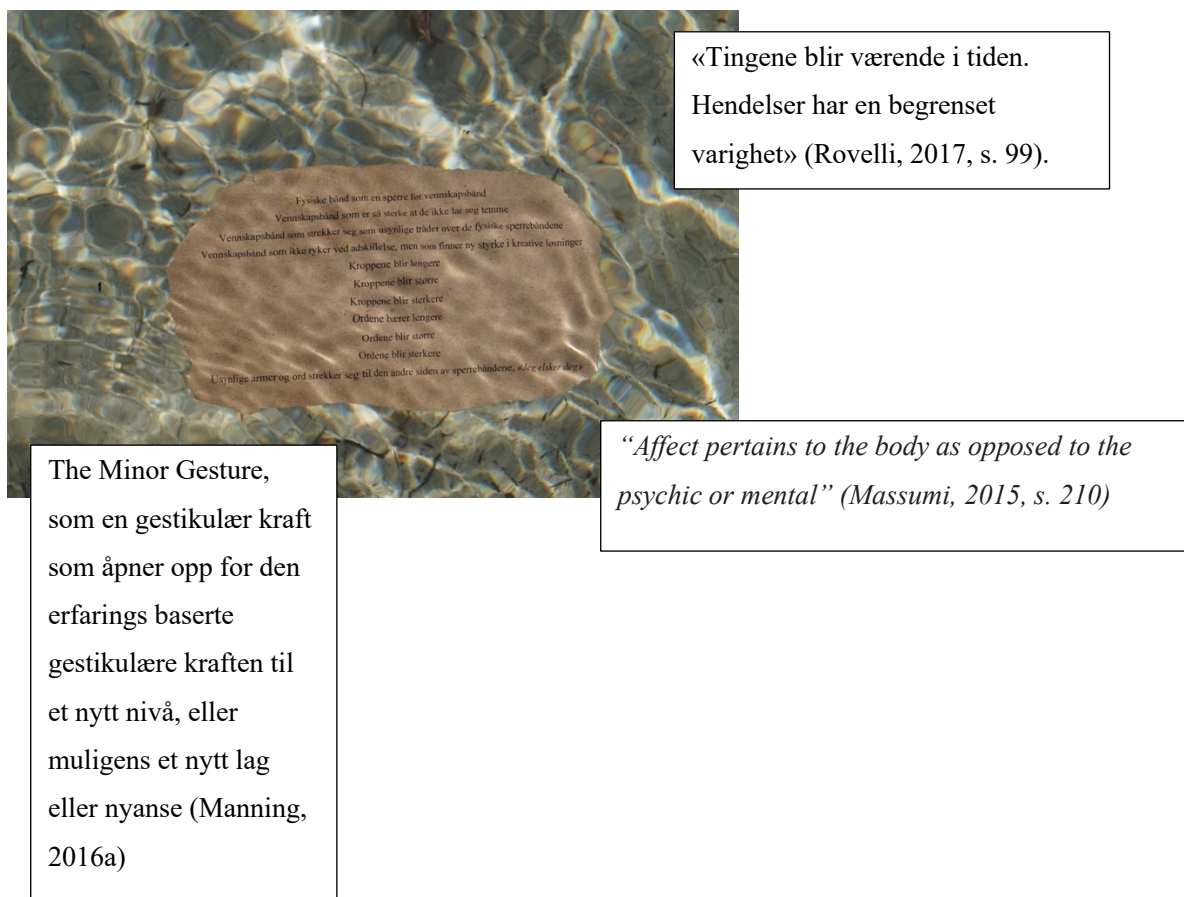 «Tingene blir værende i tiden.
Hendelser har en begrenset
varighet» (Rovelli, 2017, s. 99).
Fysiske bånd som en sperre for vennskapsbånd
Vennskapsbånd som er så sterke at de ikke lar seg temme
Vennskapsbånd som strekker seg som usynlige tråder over de fysiske sperrebåndene
Vennskapsbånd som ikke ryker ved adskillelse, men som finner ny styrke i kreative løsninger
Kroppene blir lengere
Kroppene blir større
Kroppene blir sterkere
Ordene bærer lengere
Ordene blir større
Ordene blir sterkere
Usynlige armer og ord strekker seg til den andre siden av sperrebåndene, «Jeg elsker deg»
“Affect pertains to the body as opposed to the
psychic or mental” (Massumi, 2015, s. 210)
The Minor Gesture,
som en gestikulær kraft
som åpner opp for den
erfarings baserte
gestikulære kraften til
et nytt nivå, eller
muligens et nytt lag
eller nyanse (Manning,
2016a)